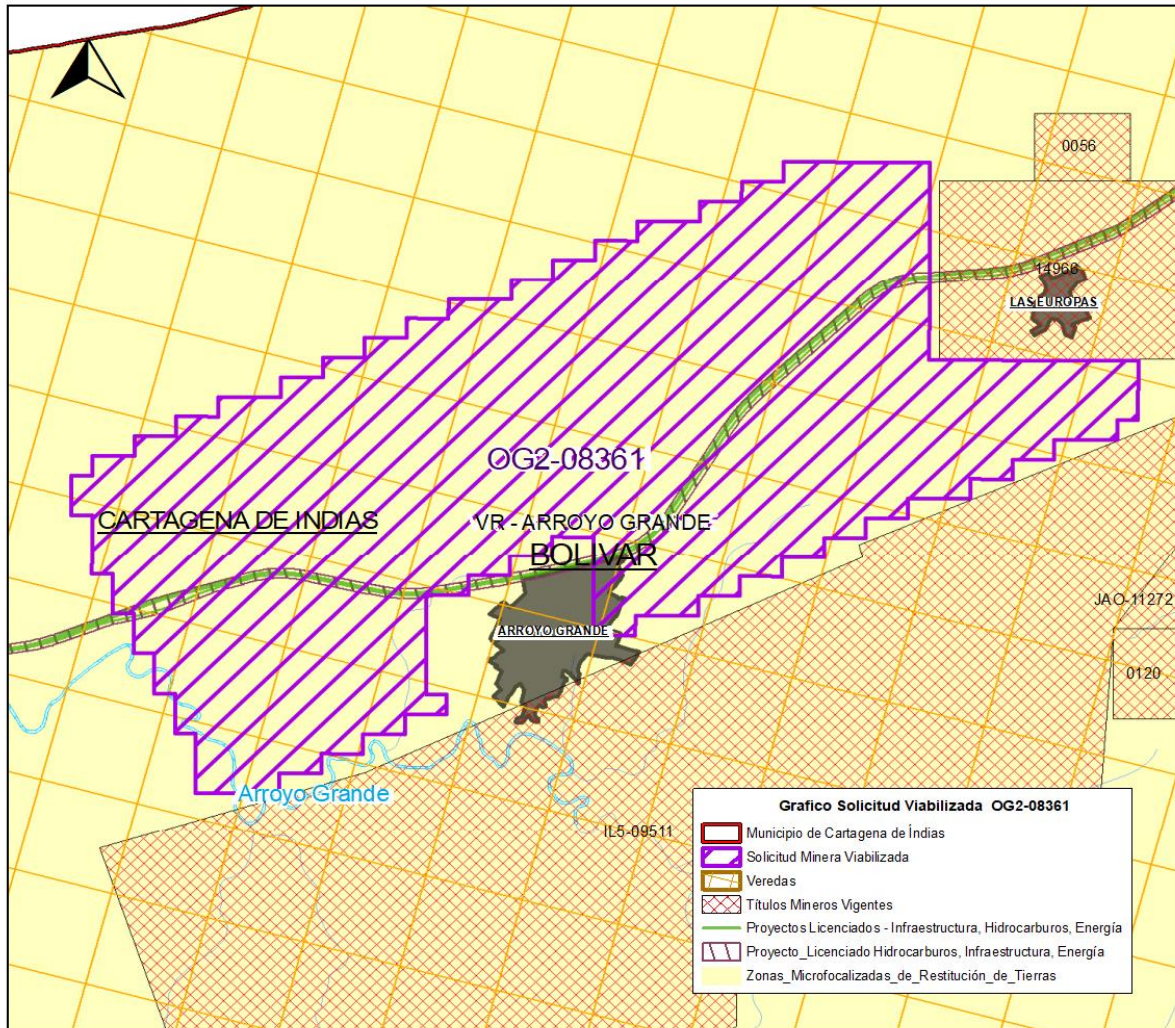 0056
14966
LAS EUROPAS
OG2-08361
CARTAGENA DE INDIAS
VR - ARROYO GRANDE
BOLIVAR
JAO-11272
ARROYO GRANDE
0120
Arroyo Grande
IL5-09511
Grafico Solicitud Viabilizada OG2-08361
Municipio de Cartagena de Índias
Solicitud Minera Viabilizada
Veredas
Títulos Mineros Vigentes
Proyectos Licenciados - Infraestructura, Hidrocarburos, Energía
Proyecto_Licenciado Hidrocarburos, Infraestructura, Energía
Zonas_Microfocalizadas_de_Restitución_de_Tierras